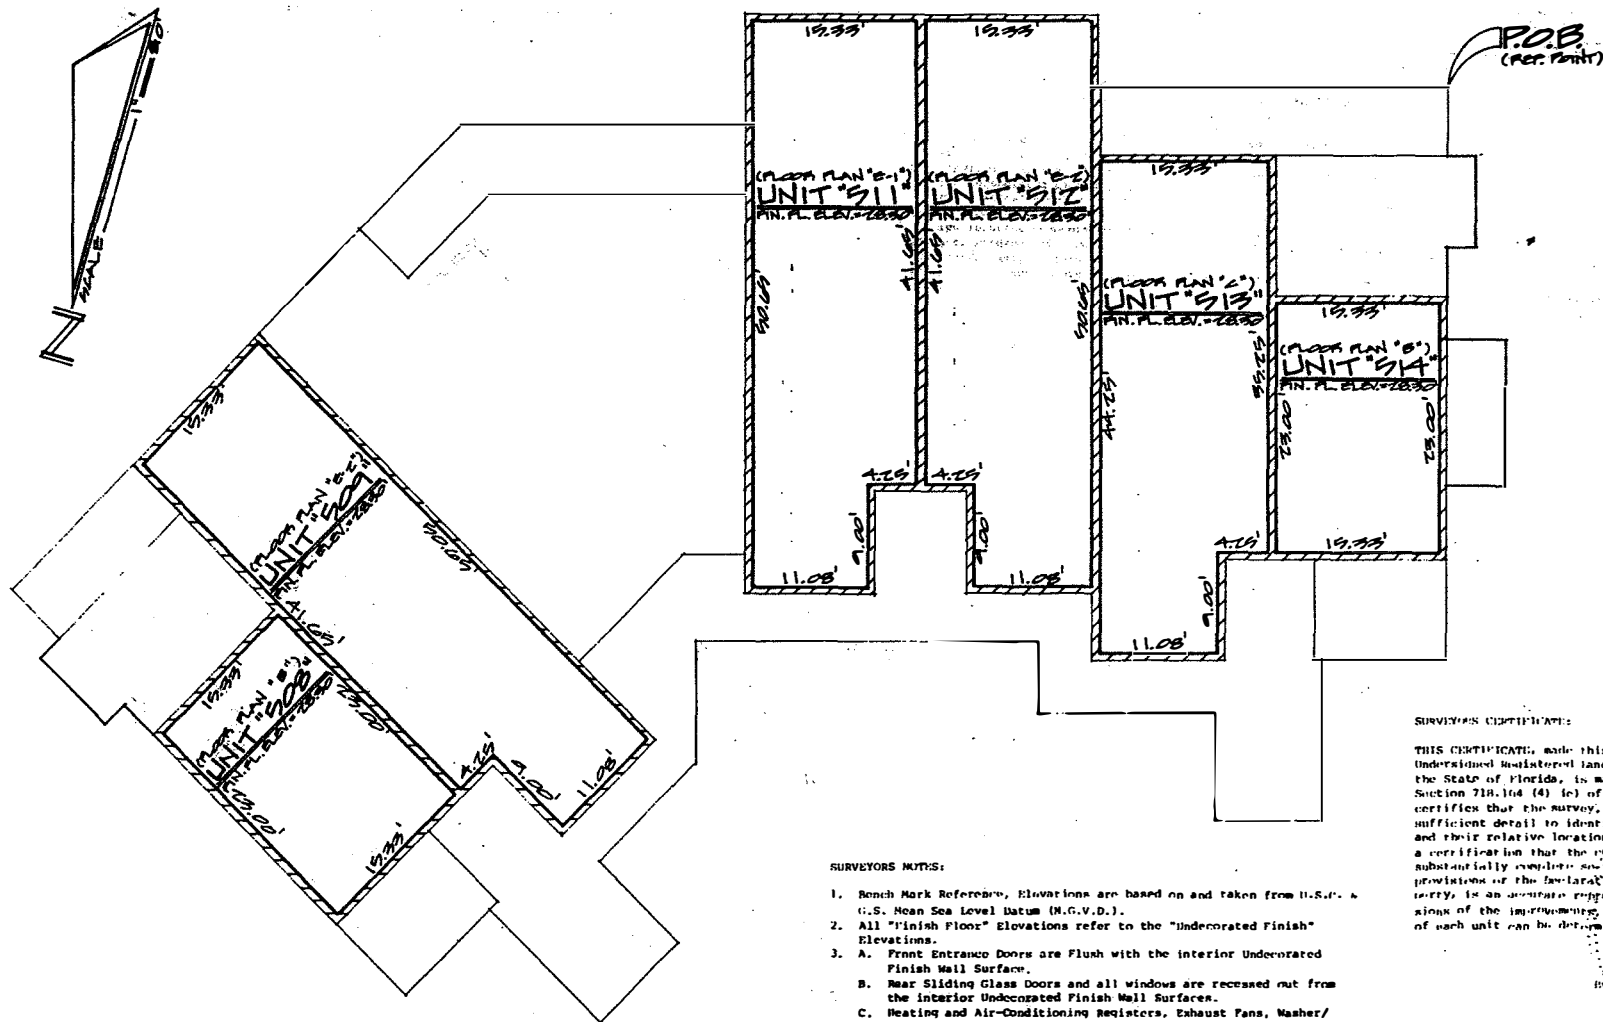 P.O.B.
(REF. POINT)
SCALE 1"
N
15.33'
15.33'
(FLOOR PLAN "E-1")
UNIT "511"
FIN. FL. ELEV. = 28.30'
50.65'
41.65'
4.25'
9.00'
11.08'
(FLOOR PLAN "E-2")
UNIT "512"
FIN. FL. ELEV. = 28.30'
41.65'
50.65'
4.25'
9.00'
11.08'
15.33'
(FLOOR PLAN "C")
UNIT "513"
FIN. FL. ELEV. = 28.30'
44.25'
35.25'
4.25'
9.00'
11.08'
15.33'
(FLOOR PLAN "B")
UNIT "514"
FIN. FL. ELEV. = 28.30'
23.00'
23.00'
15.33'
15.33'
(FLOOR PLAN "E-2")
UNIT "509"
FIN. FL. ELEV. = 28.30'
50.65'
41.65'
4.25'
9.00'
11.08'
15.33'
(FLOOR PLAN "B")
UNIT "508"
FIN. FL. ELEV. = 28.30'
23.00'
23.00'
15.33'
SURVEYORS NOTES:
1. Bench Mark Reference, Elevations are based on and taken from U.S.C. &
G.S. Mean Sea Level Datum (N.G.V.D.).
2. All "Finish Floor" Elevations refer to the "Undecorated Finish"
Elevations.
3. A. Front Entrance Doors are Flush with the interior Undecorated
Finish Wall Surface.
B. Rear Sliding Glass Doors and all windows are recessed out from
the interior Undecorated Finish Wall Surfaces.
C. Heating and Air-Conditioning Registers, Exhaust Fans, Washer/
SURVEYORS CERTIFICATE:
THIS CERTIFICATE, made this
Undersigned Registered Land
the State of Florida, is m
Section 718.104 (4) (e) of
certifies that the survey,
sufficient detail to ident
and their relative location
a certification that the
substantially complete so
provisions of the Declarat
is an accurate repr
sions of the improvements,
of each unit can be determ